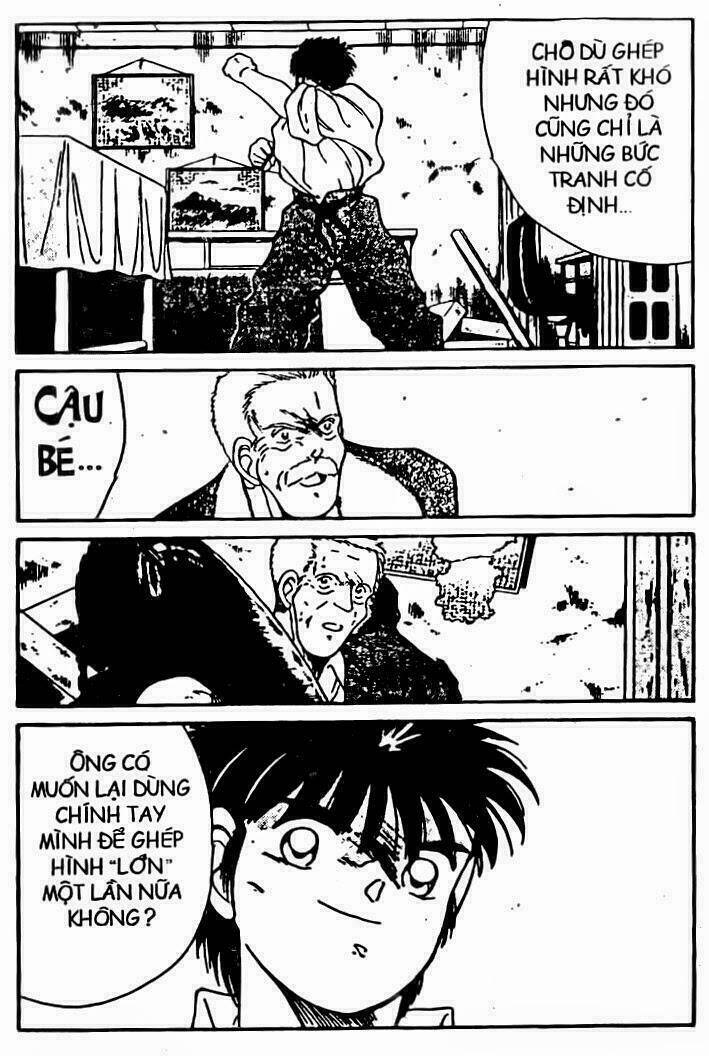 CHO DÙ GHÉP
HÌNH RẤT KHÓ
NHƯNG ĐÓ
CŨNG CHỈ LÀ
NHỮNG BỨC
TRANH CỐ
ĐỊNH...
CẬU
BÉ...
ÔNG CÓ
MUỐN LẠI DÙNG
CHÍNH TAY
MÌNH ĐỂ GHÉP
HÌNH "LỚN"
MỘT LẦN NỮA
KHÔNG?